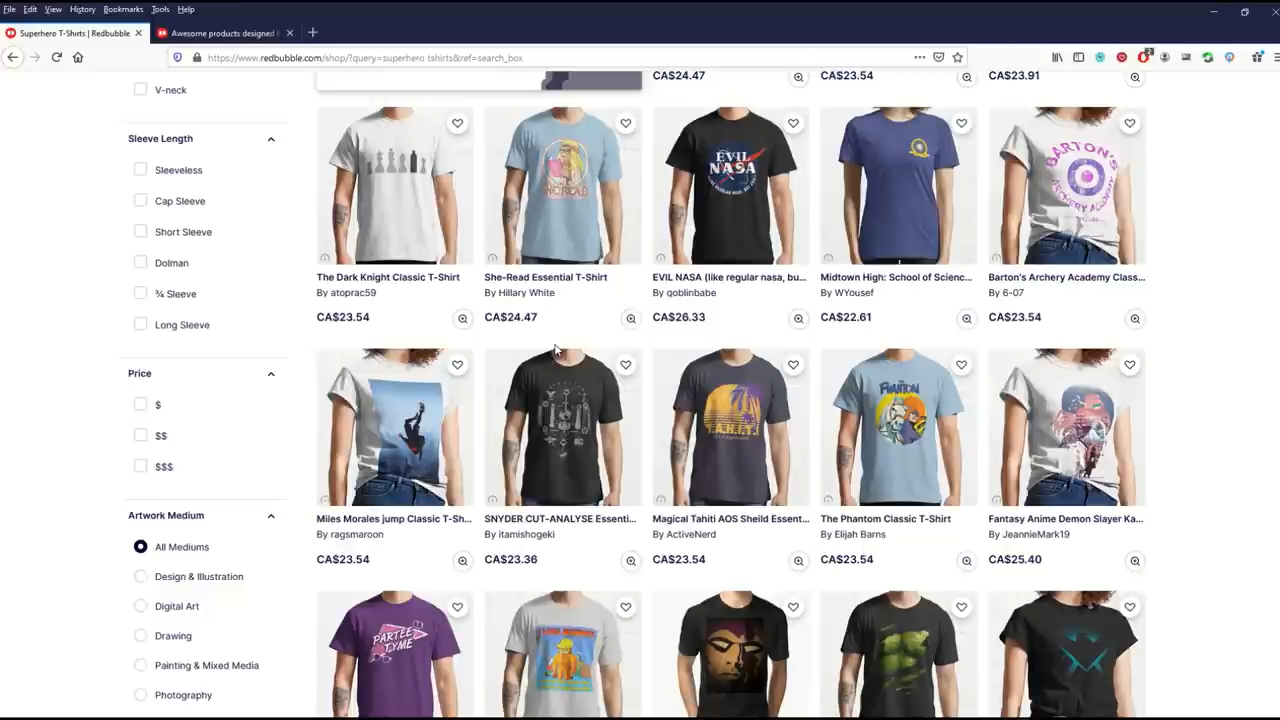 File Edit View History Bookmarks Tools Help
Superhero T-Shirts | Redbubble
Awesome products designed
https://www.redbubble.com/shop/?query=superhero tshirts&ref=search_box
2
CA$24.47 CA$23.54 CA$23.91
V-neck
Sleeve Length
Sleeveless
Cap Sleeve
Short Sleeve
Dolman
¾ Sleeve
Long Sleeve
Price
$
$$
$$$
Artwork Medium
All Mediums
Design & Illustration
Digital Art
Drawing
Painting & Mixed Media
Photography
EVIL
NASA
BARTON'S
ARCHERY ACADEMY
The Dark Knight Classic T-Shirt
By atoprac59
CA$23.54
She-Read Essential T-Shirt
By Hillary White
CA$24.47
EVIL NASA (like regular nasa, bu...
By goblinbabe
CA$26.33
Midtown High: School of Scienc...
By WYousef
CA$22.61
Barton's Archery Academy Class...
By 6-07
CA$23.54
T.A.H.I.T.I
THE
PHANTOM
Miles Morales jump Classic T-Sh...
By ragsmaroon
CA$23.54
SNYDER CUT-ANALYSE Essenti...
By itamishogeki
CA$23.36
Magical Tahiti AOS Sheild Essent...
By ActiveNerd
CA$23.54
The Phantom Classic T-Shirt
By Elijah Barns
CA$23.54
Fantasy Anime Demon Slayer Ka...
By JeannieMark19
CA$25.40
PARTEE
TYME